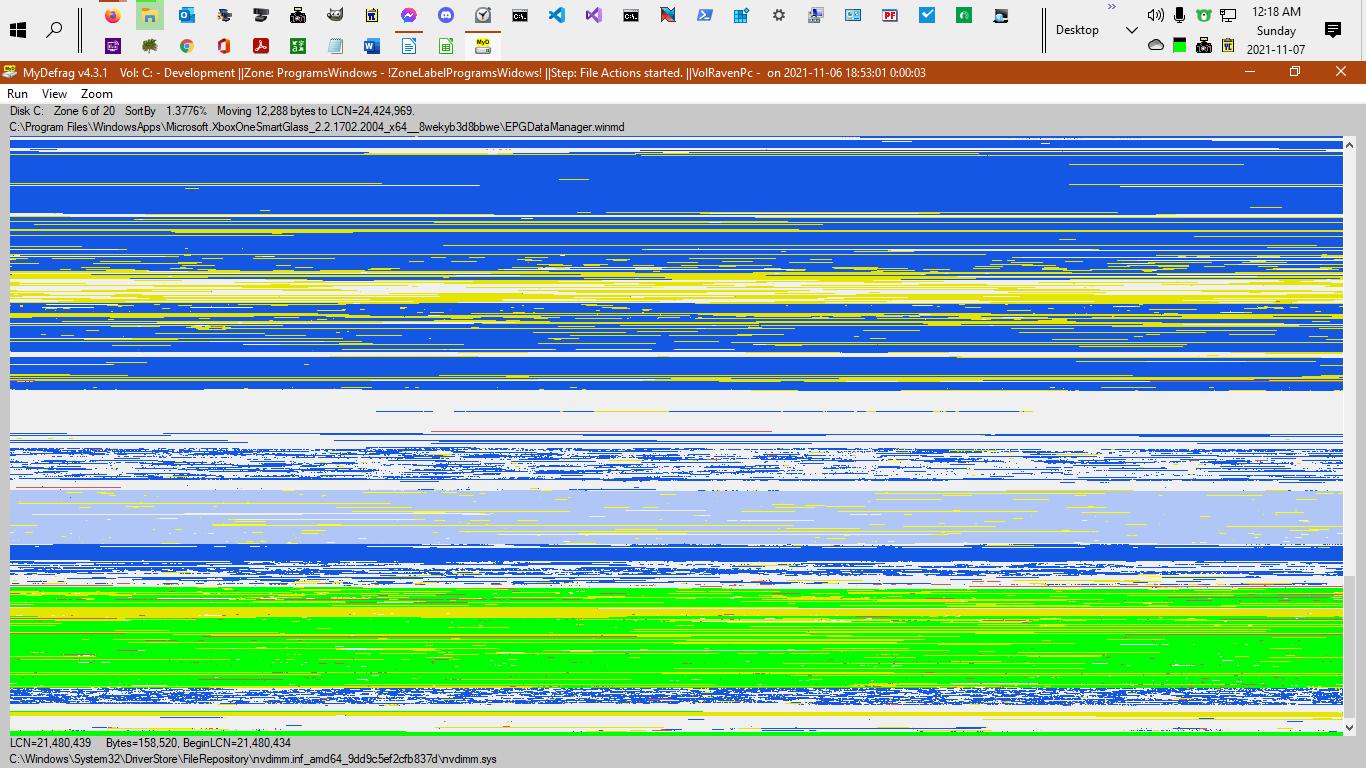 12:18 AM
Desktop
Sunday
2021-11-07
MyDefrag v4.3.1    Vol: C: - Development ||Zone: ProgramsWindows - !ZoneLabelProgramsWidows! ||Step: File Actions started. ||VolRavenPc -  on 2021-11-06 18:53:01 0:00:03
Run    View    Zoom
Disk C:    Zone 6 of 20    SortBy    1.3776%    Moving 12,288 bytes to LCN=24,424,969.
C:\Program Files\WindowsApps\Microsoft.XboxOneSmartGlass_2.2.1702.2004_x64__8wekyb3d8bbwe\EPGDataManager.winmd
LCN=21,480,439    Bytes=158,520, BeginLCN=21,480,434
C:\Windows\System32\DriverStore\FileRepository\nvdimm.inf_amd64_9dd9c5ef2cfb837d\nvdimm.sys